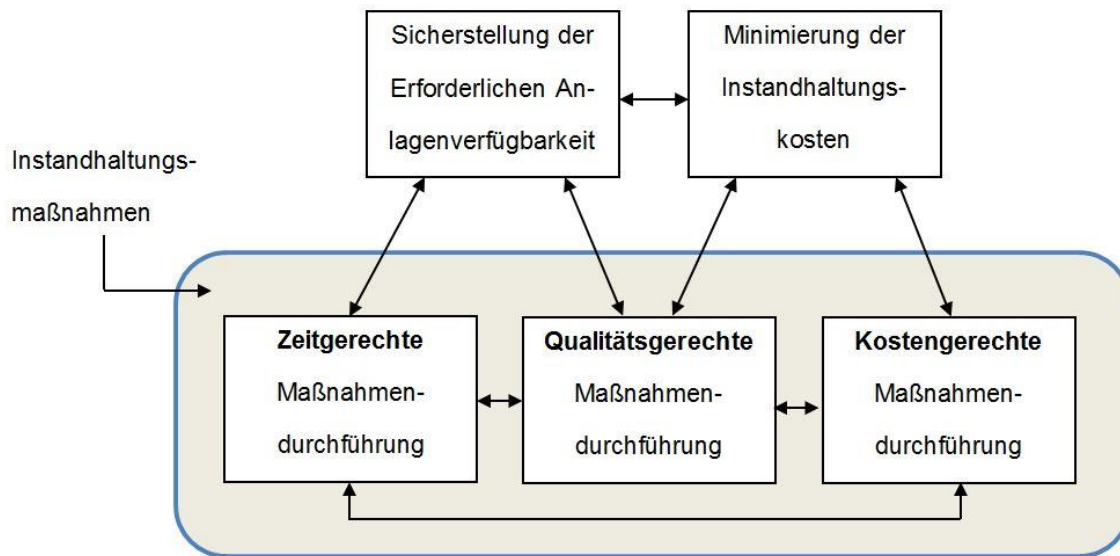 Sicherstellung der
Erforderlichen An-
lagenverfügbarkeit
Minimierung der
Instandhaltungs-
kosten
Instandhaltungs-
maßnahmen
Zeitgerechte
Maßnahmen-
durchführung
Qualitätsgerechte
Maßnahmen-
durchführung
Kostengerechte
Maßnahmen-
durchführung